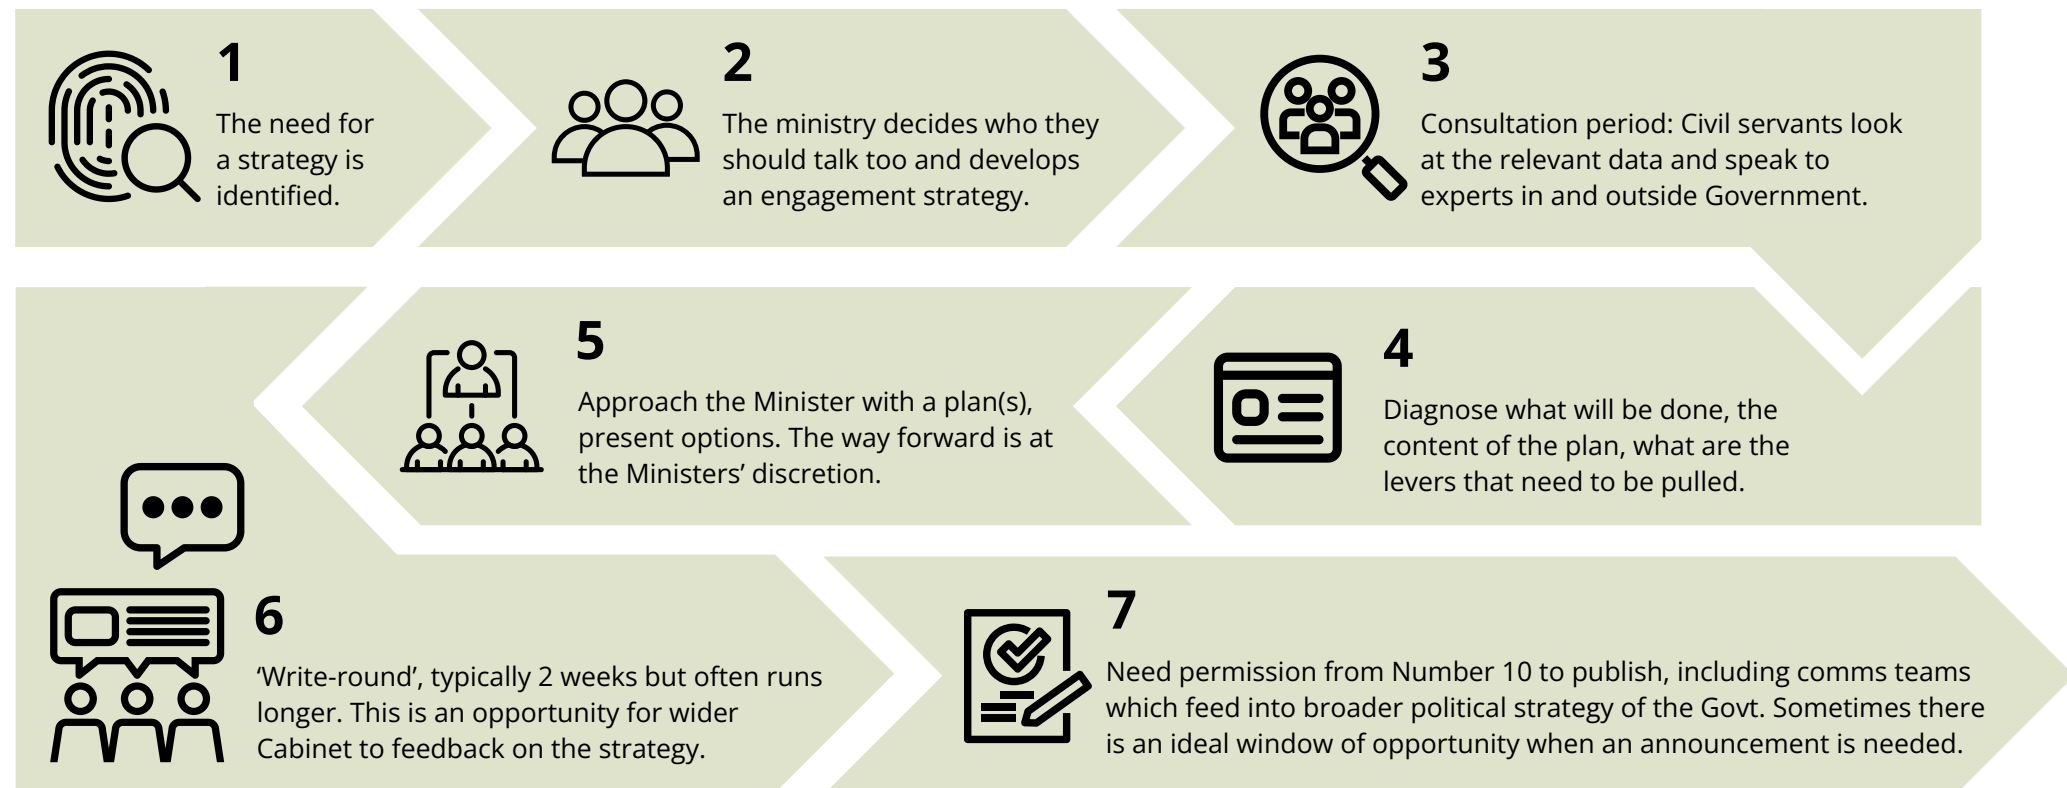 1
The need for
a strategy is
identified.
2
The ministry decides who they
should talk too and develops
an engagement strategy.
3
Consultation period: Civil servants look
at the relevant data and speak to
experts in and outside Government.
4
Diagnose what will be done, the
content of the plan, what are the
levers that need to be pulled.
5
Approach the Minister with a plan(s),
present options. The way forward is at
the Ministers’ discretion.
6
‘Write-round’, typically 2 weeks but often runs
longer. This is an opportunity for wider
Cabinet to feedback on the strategy.
7
Need permission from Number 10 to publish, including comms teams
which feed into broader political strategy of the Govt. Sometimes there
is an ideal window of opportunity when an announcement is needed.